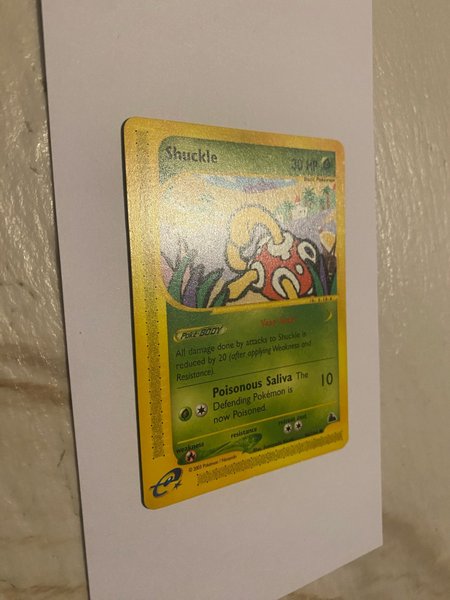 Shuckle 30 HP
Poké-BODY
All damage done by attacks to Shuckle is
reduced by 20 (after applying Weakness and
Resistance).
Poisonous Saliva The 10
Defending Pokémon is
now Poisoned.
weakness resistance retreat cost